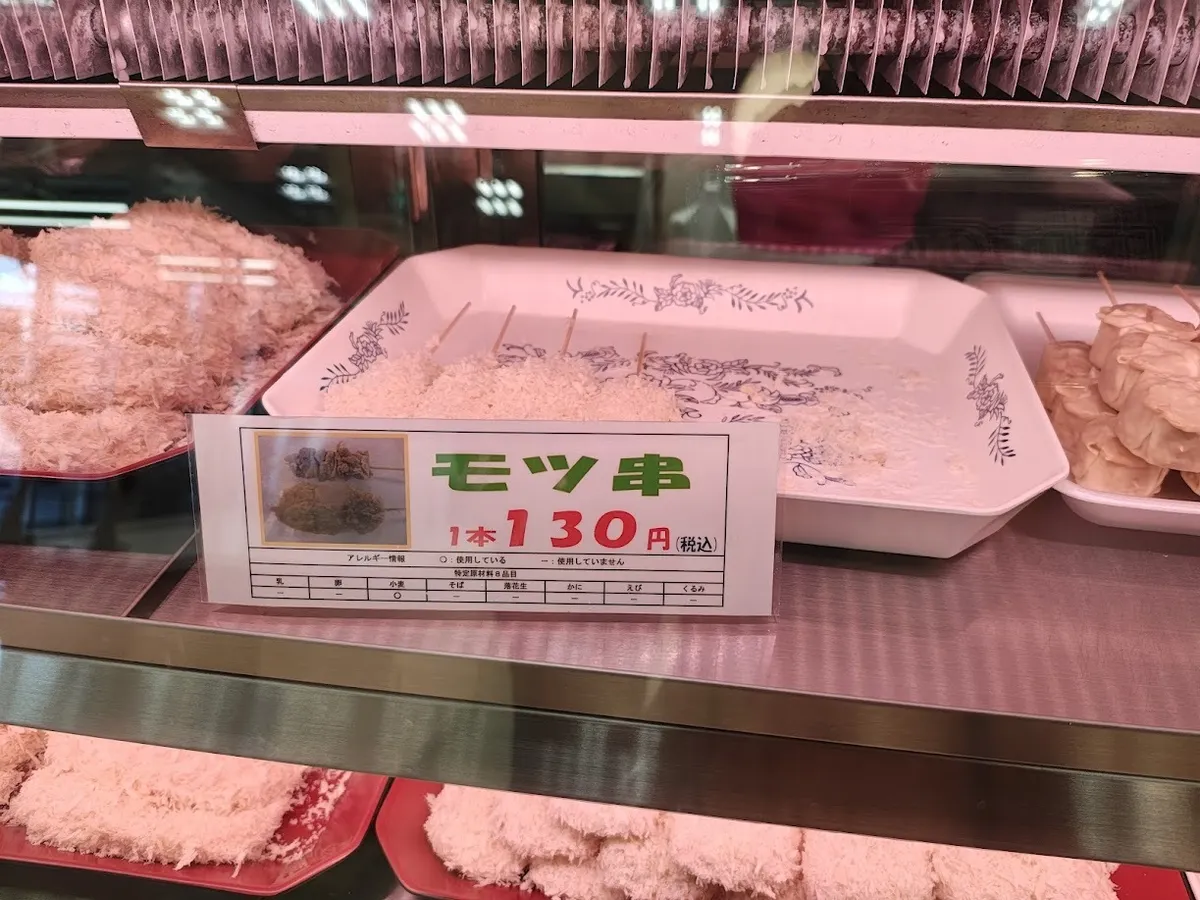 モツ串
1本130円(税込)
アレルギー情報 ○:使用している ー:使用していません
特定原材料8品目
乳 卵 小麦 そば 落花生 かに えび くるみ
ー ー ○ ー ー ー ー ー